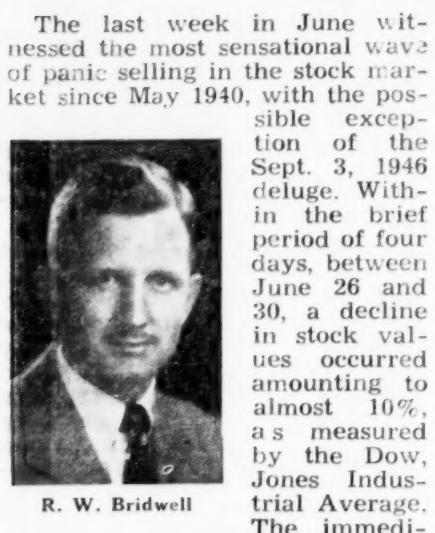 The last week in June wit-
nessed the most sensational wave
of panic selling in the stock mar-
ket since May 1940, with the pos-
sible excep-
tion of the
Sept. 3, 1946
deluge. With-
in the brief
period of four
days, between
June 26 and
30, a decline
in stock val-
ues occurred
amounting to
almost 10%,
as measured
by the Dow,
Jones Indus-
trial Average.
The immedi-
R. W. Bridwell